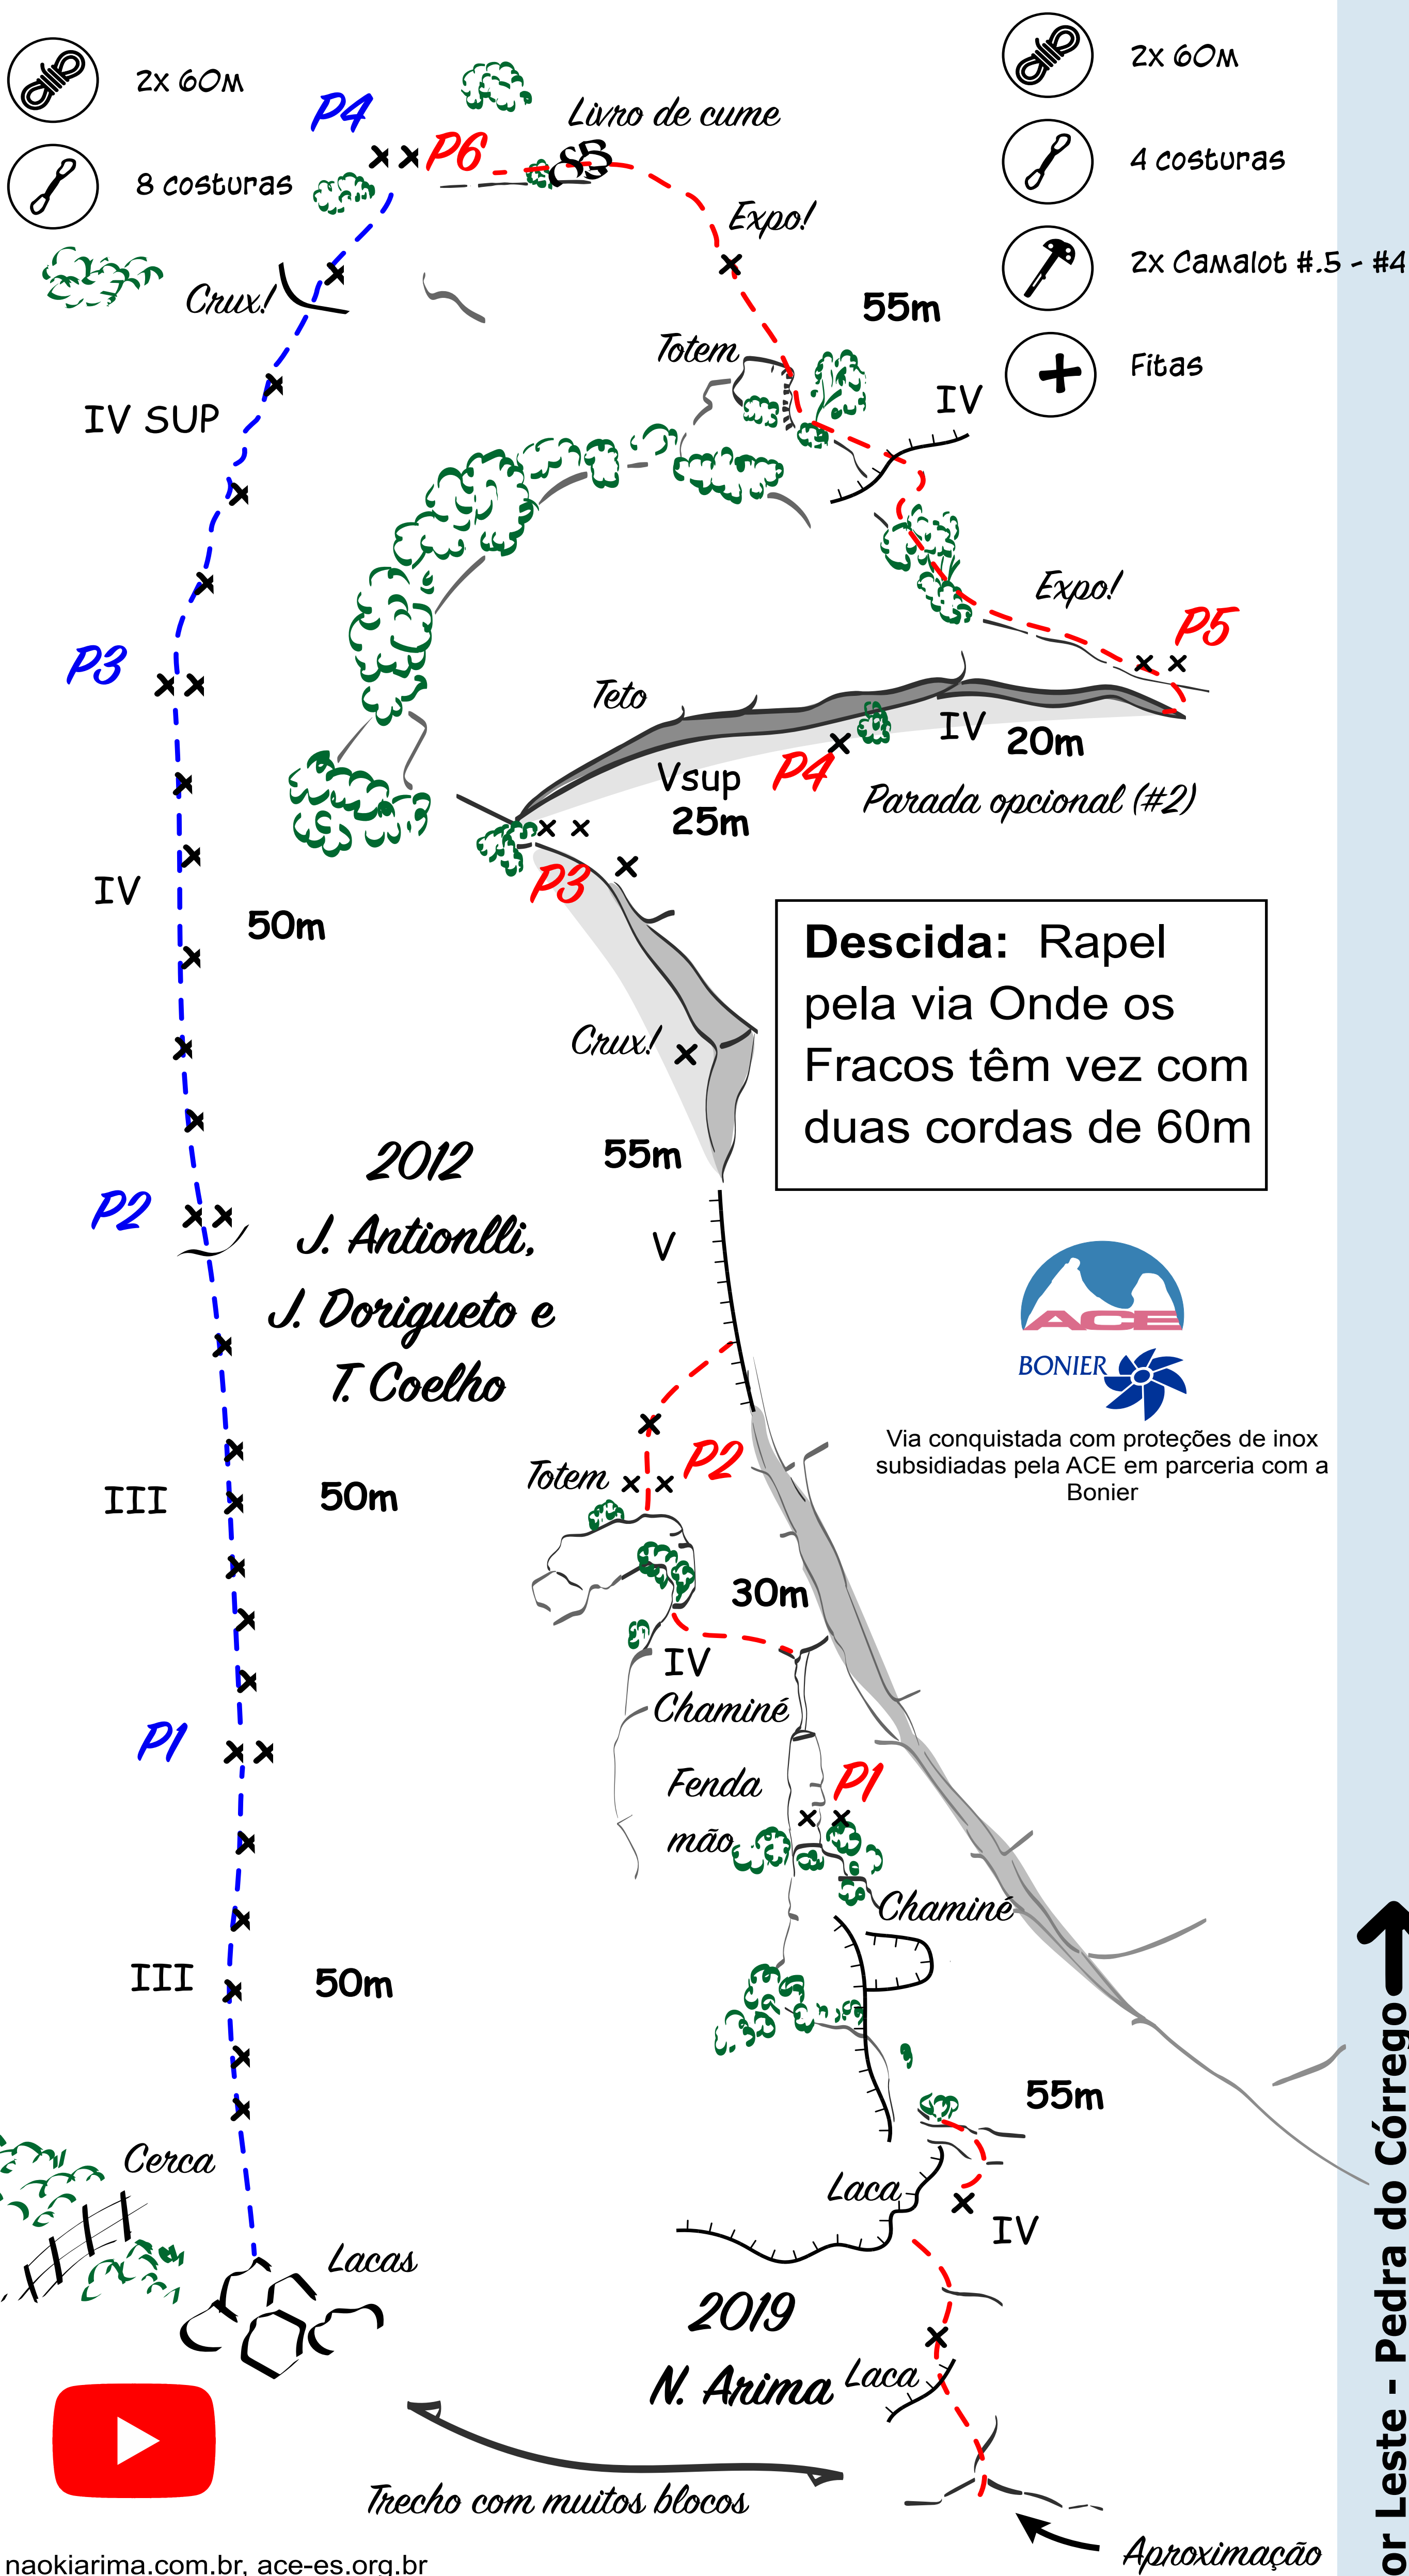 2x 60m
8 costuras
P4
P6
Livro de cume
2x 60m
4 costuras
2x Camalot #.5 - #4
Fitas
Expo!
Crux!
55m
Totem
IV
IV SUP
Expo!
P5
P3
Teto
IV
20m
P4
Vsup
25m
Parada opcional (#2)
P3
IV
50m
Descida: Rapel
pela via Onde os
Fracos têm vez com
duas cordas de 60m
Crux!
55m
2012
J. Antionlli,
J. Dorigueto e
T. Coelho
P2
V
ACE
BONIER
Via conquistada com proteções de inox
subsidiadas pela ACE em parceria com a
Bonier
P2
Totem
III
50m
30m
IV
Chaminé
P1
Fenda
mão
P1
Chaminé
III
50m
55m
Cerca
Laca
IV
Lacas
2019
N. Arima
Laca
Trecho com muitos blocos
Aproximação
naokiarima.com.br, ace-es.org.br
or Leste - Pedra do Córrego